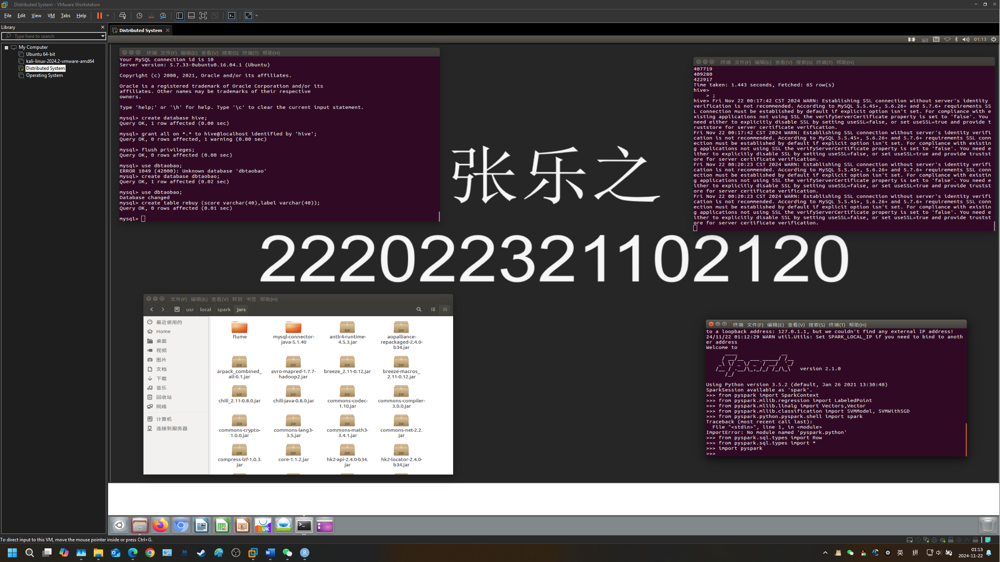 Distributed System - VMware Workstation
File Edit View VM Tabs Help
Library
Type here to search
My Computer
Ubuntu 64-bit
kali-linux-2024.2-vmware-amd64
Distributed System
Operating System
Distributed System
01:13
终端 文件(F) 编辑(E) 查看(V) 搜索(S) 终端(T) 帮助(H)
Your MySQL connection id is 10
Server version: 5.7.33-0ubuntu0.16.04.1 (Ubuntu)
Copyright (c) 2000, 2021, Oracle and/or its affiliates.
Oracle is a registered trademark of Oracle Corporation and/or its
affiliates. Other names may be trademarks of their respective
owners.
Type 'help;' or '\h' for help. Type '\c' to clear the current input statement.
mysql> create database hive;
Query OK, 1 row affected (0.00 sec)
mysql> grant all on *.* to hive@localhost identified by 'hive';
Query OK, 0 rows affected, 1 warning (0.00 sec)
mysql> flush privileges;
Query OK, 0 rows affected (0.00 sec)
mysql> use dbtaobao;
ERROR 1049 (42000): Unknown database 'dbtaobao'
mysql> create database dbtaobao;
Query OK, 1 row affected (0.02 sec)
mysql> use dbtaobao;
Database changed
mysql> create table rebuy (score varchar(40),label varchar(40));
Query OK, 0 rows affected (0.01 sec)
mysql>
终端 文件(F) 编辑(E) 查看(V) 搜索(S) 终端(T) 帮助(H)
407719
409280
422917
Time taken: 1.443 seconds, Fetched: 65 row(s)
hive>
> ;
hive> Fri Nov 22 00:17:42 CST 2024 WARN: Establishing SSL connection without server's identity
verification is not recommended. According to MySQL 5.5.45+, 5.6.26+ and 5.7.6+ requirements SS
L connection must be established by default if explicit option isn't set. For compliance with e
xisting applications not using SSL the verifyServerCertificate property is set to 'false'. You
need either to explicitly disable SSL by setting useSSL=false, or set useSSL=true and provide t
ruststore for server certificate verification.
Fri Nov 22 00:17:42 CST 2024 WARN: Establishing SSL connection without server's identity verifi
cation is not recommended. According to MySQL 5.5.45+, 5.6.26+ and 5.7.6+ requirements SSL conn
ection must be established by default if explicit option isn't set. For compliance with existin
g applications not using SSL the verifyServerCertificate property is set to 'false'. You need e
ither to explicitly disable SSL by setting useSSL=false, or set useSSL=true and provide trustst
ore for server certificate verification.
Fri Nov 22 00:20:23 CST 2024 WARN: Establishing SSL connection without server's identity verifi
cation is not recommended. According to MySQL 5.5.45+, 5.6.26+ and 5.7.6+ requirements SSL conn
ection must be established by default if explicit option isn't set. For compliance with existin
g applications not using SSL the verifyServerCertificate property is set to 'false'. You need e
ither to explicitly disable SSL by setting useSSL=false, or set useSSL=true and provide trustst
ore for server certificate verification.
Fri Nov 22 00:20:23 CST 2024 WARN: Establishing SSL connection without server's identity verifi
cation is not recommended. According to MySQL 5.5.45+, 5.6.26+ and 5.7.6+ requirements SSL conn
ection must be established by default if explicit option isn't set. For compliance with existin
g applications not using SSL the verifyServerCertificate property is set to 'false'. You need e
ither to explicitly disable SSL by setting useSSL=false, or set useSSL=true and provide trustst
ore for server certificate verification.
张乐之
222022321102120
文件(F) 编辑(E) 查看(V) 转到 书签 帮助(H)
usr local spark jars
最近使用的
Home
桌面
视频
图片
文档
下载
音乐
回收站
网络
计算机
连接到服务器
flume
mysql-connector-
java-5.1.40
antlr4-runtime-
4.5.3.jar
aopalliance-
repackaged-2.4.0-
b34.jar
arpack_combined_
all-0.1.jar
avro-mapred-1.7.7-
hadoop2.jar
breeze_2.11-0.12.jar
breeze-macros_
2.11-0.12.jar
chill_2.11-0.8.0.jar
chill-java-0.8.0.jar
commons-codec-
1.10.jar
commons-compiler-
3.0.0.jar
commons-crypto-
1.0.0.jar
commons-lang3-
3.5.jar
commons-math3-
3.4.1.jar
commons-net-2.2.
jar
compress-lzf-1.0.3.
jar
core-1.1.2.jar
hk2-api-2.4.0-b34.
jar
hk2-locator-2.4.0-
b34.jar
终端 文件(F) 编辑(E) 查看(V) 搜索(S) 终端(T) 帮助(H)
to a loopback address: 127.0.1.1, but we couldn't find any external IP address!
24/11/22 01:12:29 WARN util.Utils: Set SPARK_LOCAL_IP if you need to bind to anoth
er address
Welcome to
version 2.1.0
Using Python version 3.5.2 (default, Jan 26 2021 13:30:48)
SparkSession available as 'spark'.
>>> from pyspark import SparkContext
>>> from pyspark.mllib.regression import LabeledPoint
>>> from pyspark.mllib.linalg import Vectors,Vector
>>> from pyspark.mllib.classification import SVMModel, SVMWithSGD
>>> from pyspark.python.pyspark.shell import spark
Traceback (most recent call last):
File "<stdin>", line 1, in <module>
ImportError: No module named 'pyspark.python'
>>> from pyspark.sql.types import Row
>>> from pyspark.sql.types import *
>>> import pyspark
>>>
UK
To direct input to this VM, move the mouse pointer inside or press Ctrl+G.
英 拼
01:13
2024-11-22